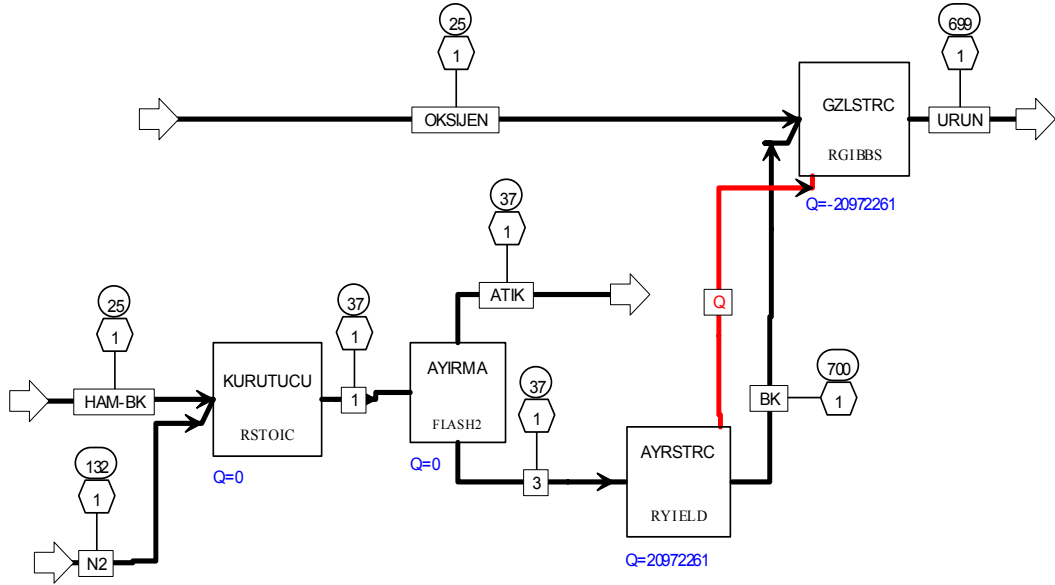 25
1
OKSIJEN
699
1
GZLSTRC
RGIBBS
URUN
Q=-20972261
37
1
ATIK
25
1
HAM-BK
37
1
1
KURUTUCU
RSTOIC
Q=0
AYIRMA
FLASH2
Q=0
37
1
3
Q
700
1
BK
AYRSTRC
RYIELD
Q=20972261
132
1
N2